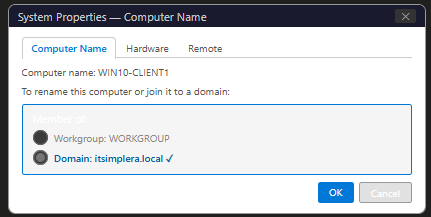 System Properties — Computer Name
Computer Name Hardware Remote
Computer name: WIN10-CLIENT1
To rename this computer or join it to a domain:
Member of
Workgroup: WORKGROUP
Domain: itsimplera.local ✓
OK Cancel